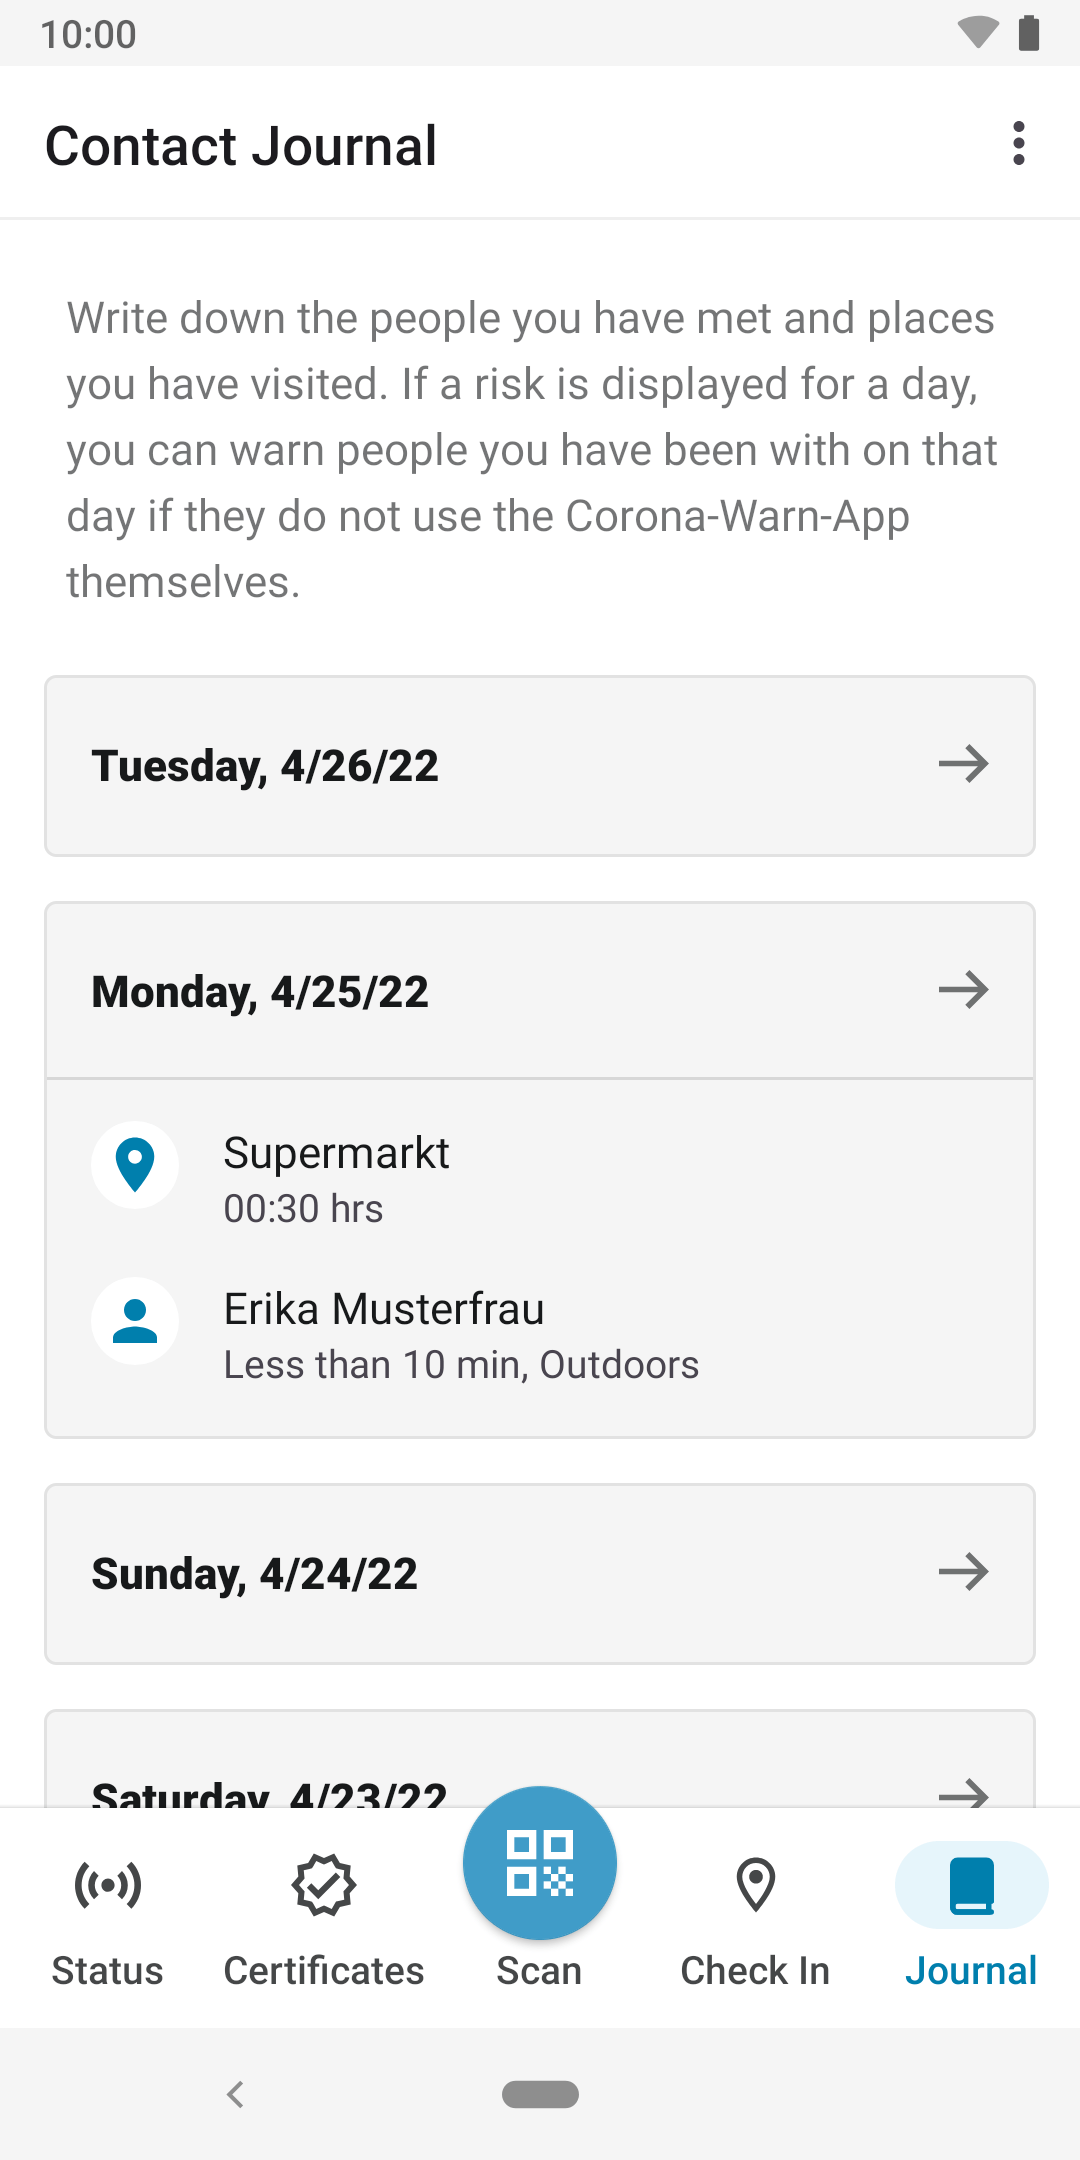 10:00
Contact Journal
Write down the people you have met and places
you have visited. If a risk is displayed for a day,
you can warn people you have been with on that
day if they do not use the Corona-Warn-App
themselves.
Tuesday, 4/26/22
Monday, 4/25/22
Supermarkt
00:30 hrs
Erika Musterfrau
Less than 10 min, Outdoors
Sunday, 4/24/22
Saturday, 4/23/22
Status
Certificates
Scan
Check In
Journal